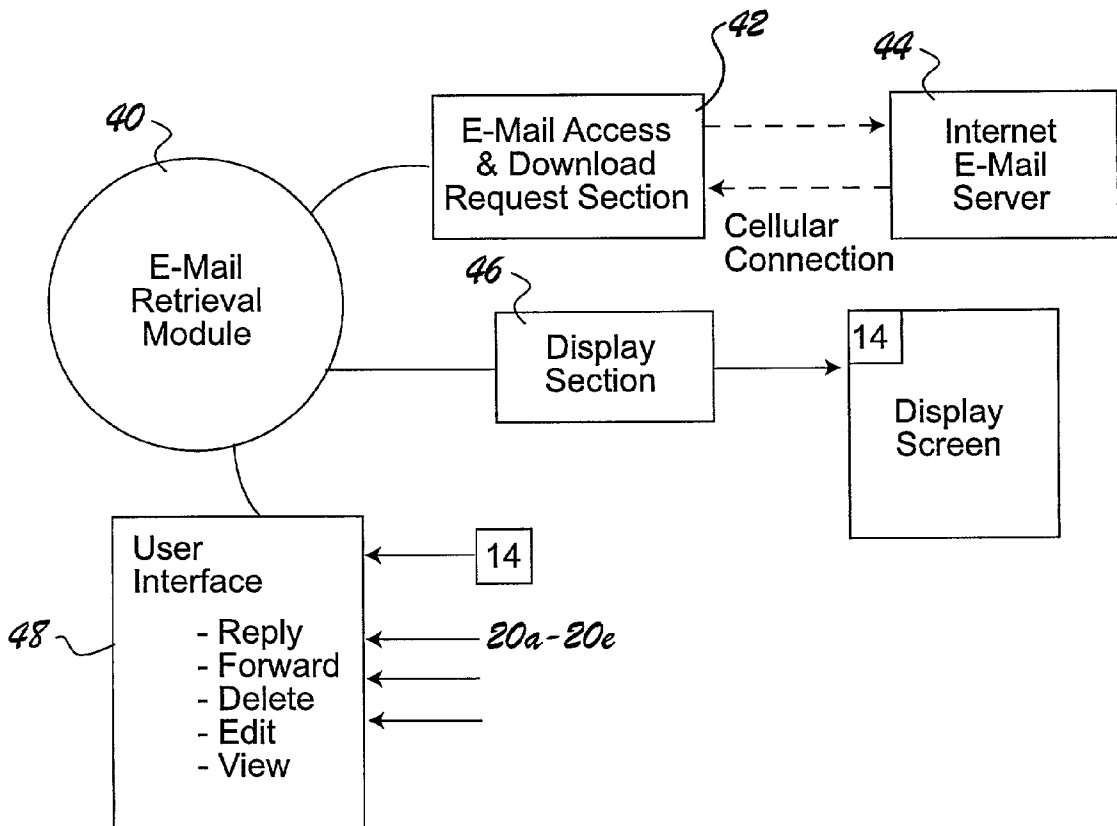 42
44
40
E-Mail Access
& Download
Request Section
Internet
E-Mail
Server
Cellular
Connection
E-Mail
Retrieval
Module
46
Display
Section
14
Display
Screen
User
Interface
14
48
- Reply
20a-20e
- Forward
- Delete
- Edit
- View